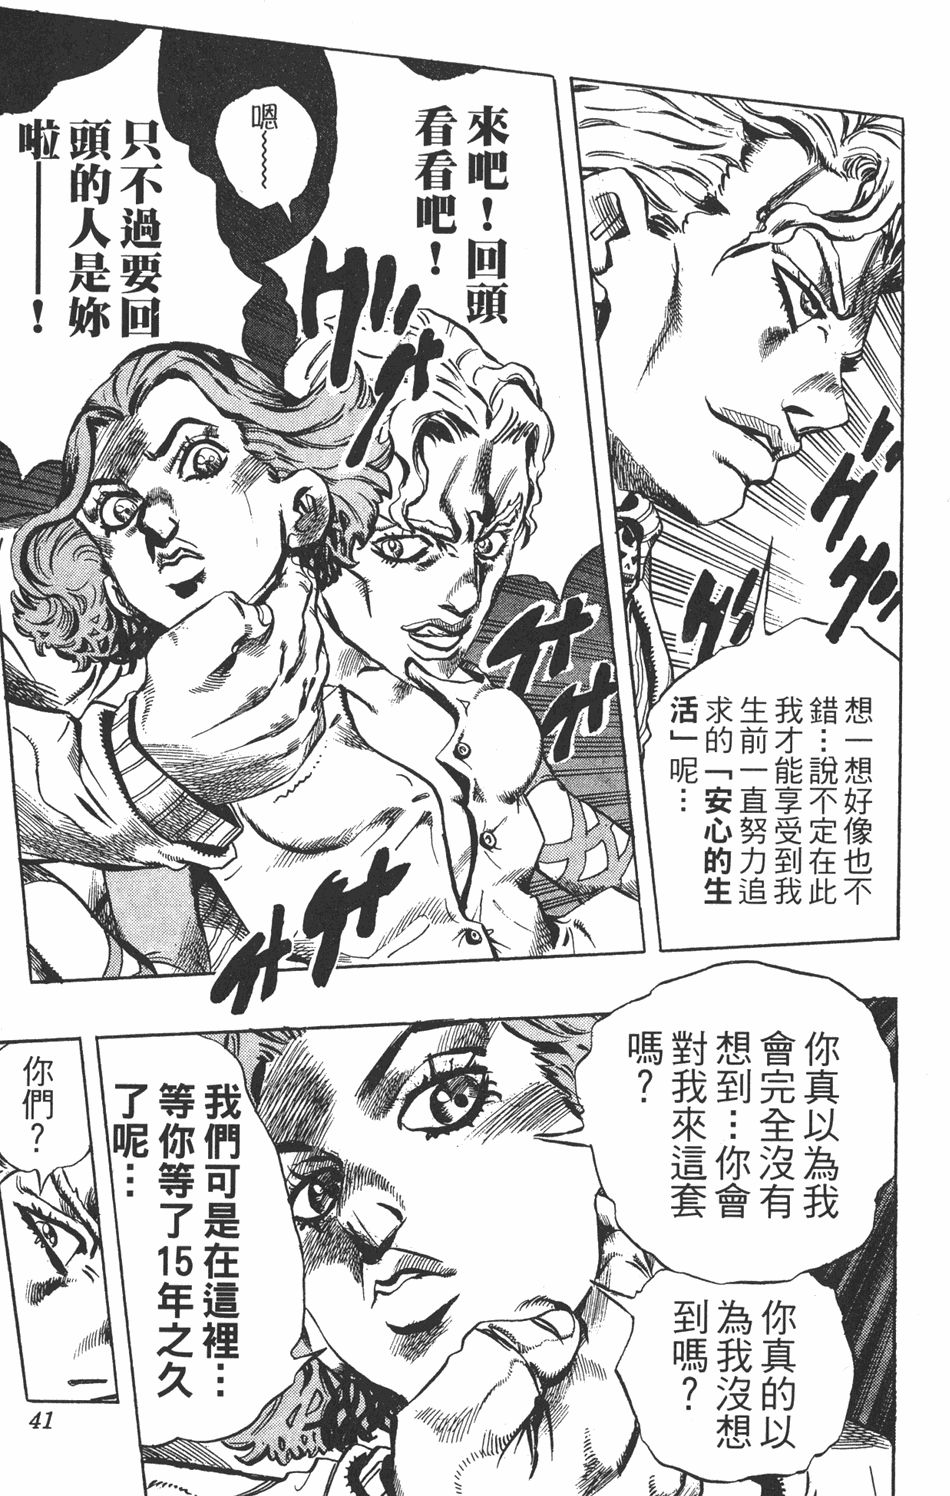 想一想好像也不
錯…說不定在此
我才能享受到我
生前一直努力追
求的「安心的生
活」呢…
來吧！回頭
看看吧！
嗯~~~
只不過要回
頭的人是妳
啦——！
你真以為我
會完全沒有
想到…你會
對我來這套
嗎？
你真的以
為我沒想
到嗎？
我們可是在這裡…
等你等了15年之久
了呢…
你們？
41